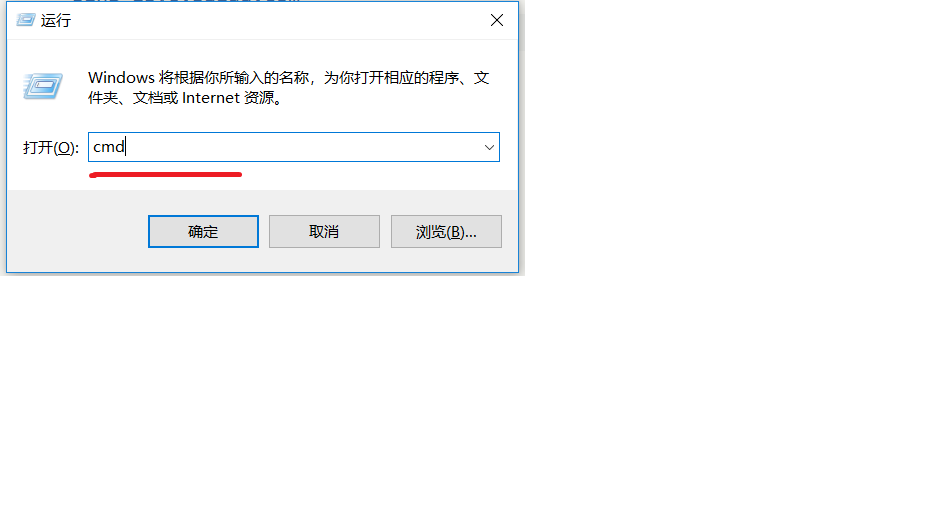 运行
Windows 将根据你所输入的名称，为你打开相应的程序、文
件夹、文档或 Internet 资源。
打开(O): cmd
确定 取消 浏览(B)...